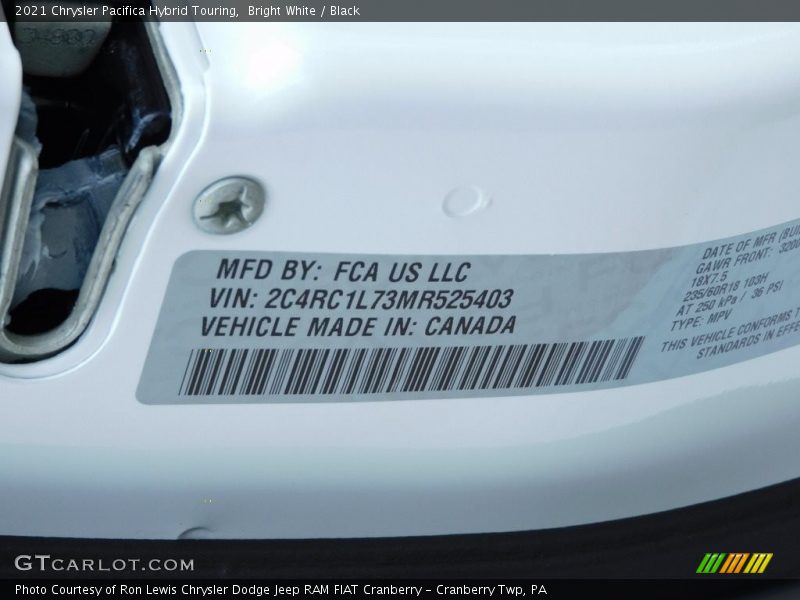 2021 Chrysler Pacifica Hybrid Touring, Bright White / Black
MFD BY: FCA US LLC
VIN: 2C4RC1L73MR525403
VEHICLE MADE IN: CANADA
DATE OF MFR (BUI
GAWR FRONT: 3200
18X7.5
235/60R18 103H
AT 250 kPa / 36 PSI
TYPE: MPV
THIS VEHICLE CONFORMS T
STANDARDS IN EFFE
GTCARLOT.COM
Photo Courtesy of Ron Lewis Chrysler Dodge Jeep RAM FIAT Cranberry – Cranberry Twp, PA